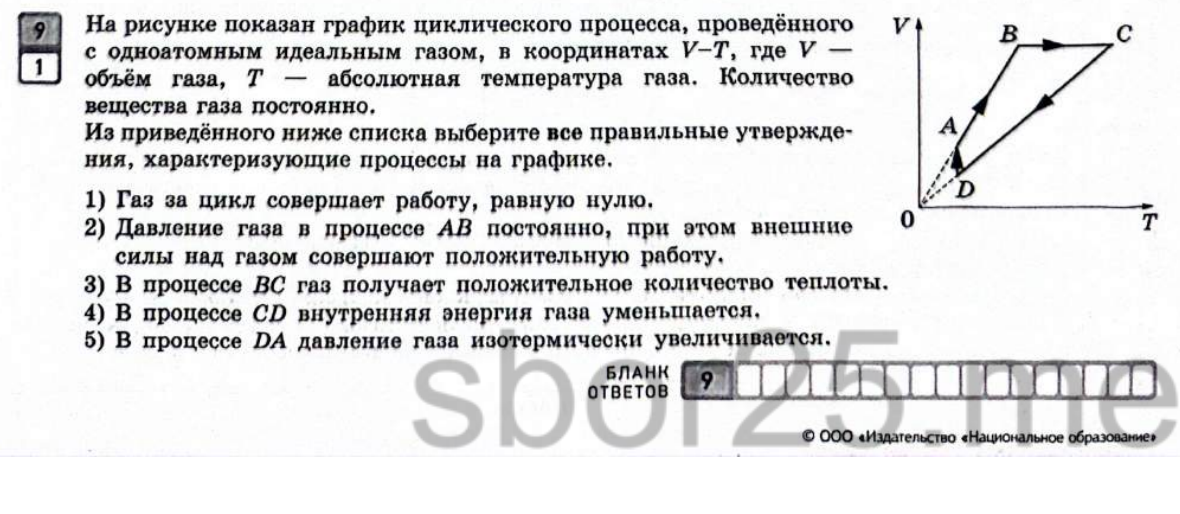 9
1
На рисунке показан график циклического процесса, проведённого
с одноатомным идеальным газом, в координатах V–T, где V —
объём газа, T — абсолютная температура газа. Количество
вещества газа постоянно.
Из приведённого ниже списка выберите все правильные утвержде-
ния, характеризующие процессы на графике.
1) Газ за цикл совершает работу, равную нулю.
2) Давление газа в процессе AB постоянно, при этом внешние
силы над газом совершают положительную работу.
3) В процессе BC газ получает положительное количество теплоты.
4) В процессе CD внутренняя энергия газа уменьшается.
5) В процессе DA давление газа изотермически увеличивается.
V
B
C
A
D
0
T
БЛАНК
ОТВЕТОВ
9
sbor25.me
© ООО «Издательство «Национальное образование»